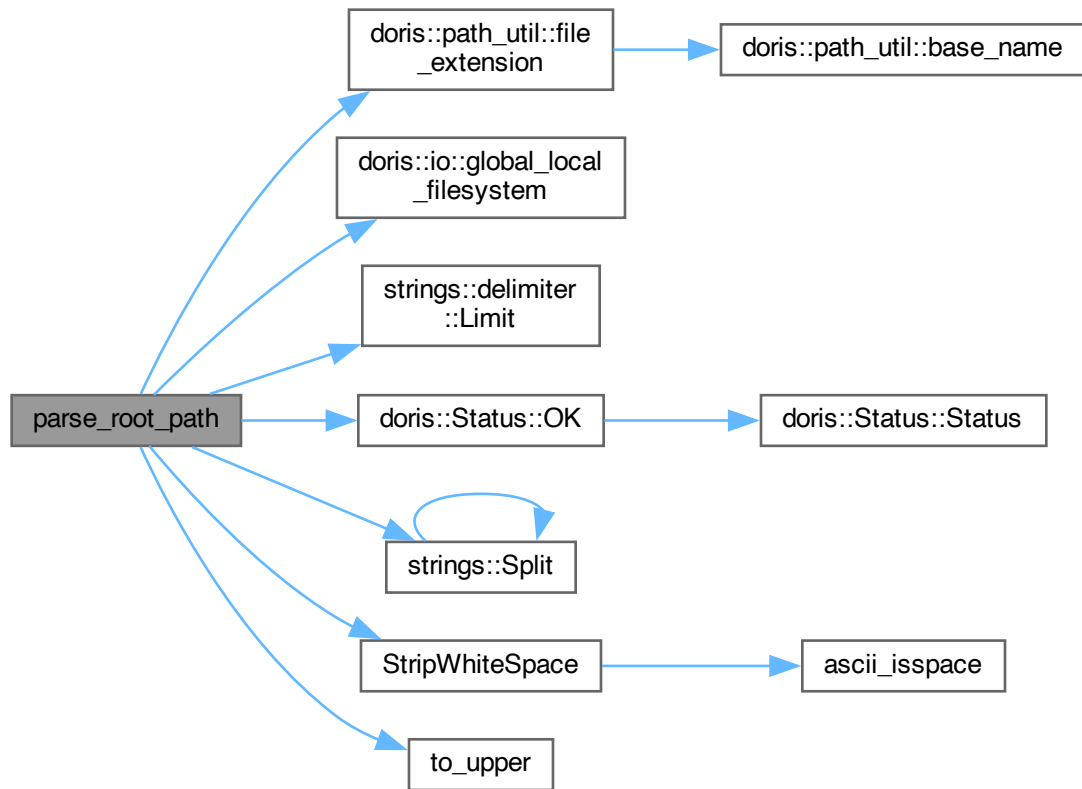 doris::path_util::file
_extension
doris::path_util::base_name
doris::io::global_local
_filesystem
strings::delimiter
::Limit
parse_root_path
doris::Status::OK
doris::Status::Status
strings::Split
StripWhiteSpace
ascii_isspace
to_upper